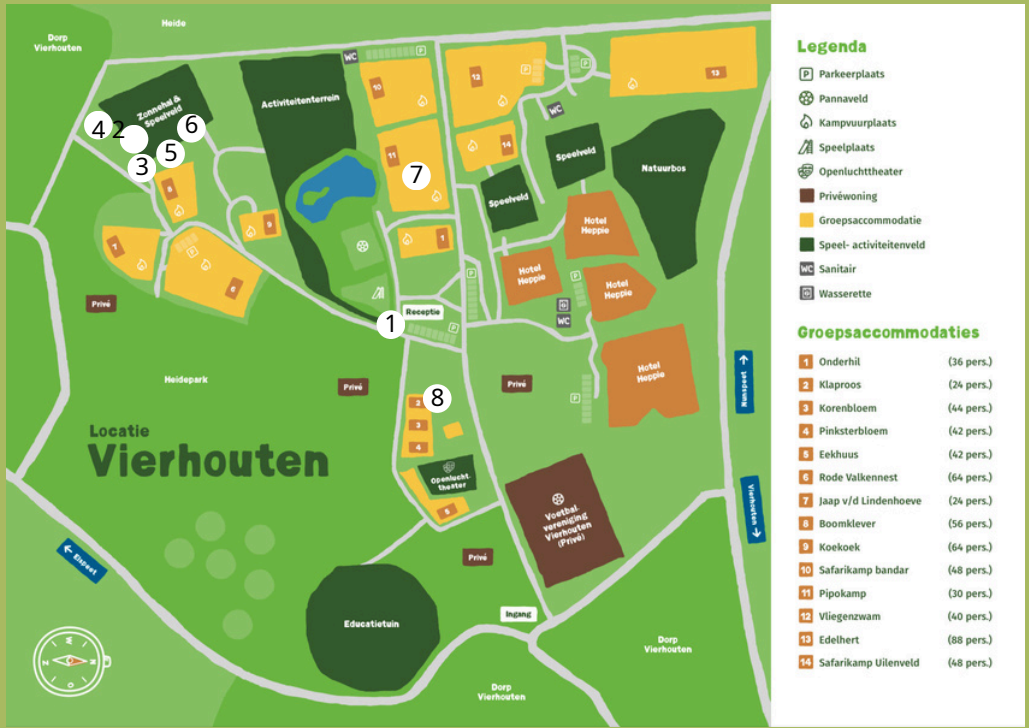 Dorp
Vierhouten
Heide
Zonnehal &
Speelveld
4
2
6
3
5
8
7
6
9
Activiteitenterrein
WC
P
10
11
7
1
12
P
14
P
13
WC
Speelveld
Speelveld
Natuurbos
Hotel
Heppie
Hotel
Heppie
Hotel
Heppie
Hotel
Heppie
P
P
P
WC
P
P
Receptie
1
Privé
Heidepark
Privé
Privé
Locatie
Vierhouten
8
2
3
4
Openlucht-
theater
5
Voetbal
vereniging
Vierhouten
(Privé)
Privé
Ingang
Educatietuin
← Elspeet
Nunspeet →
Vierhouten →
Dorp
Vierhouten
Dorp
Vierhouten
W
N
Z
Legenda
P Parkeerplaats
Pannaveld
Kampvuurplaats
Speelplaats
Openluchttheater
Privéwoning
Groepsaccommodatie
Speel- activiteitenveld
WC Sanitair
Wasserette
Groepsaccommodaties
1 Onderhil (36 pers.)
2 Klaproos (24 pers.)
3 Korenbloem (44 pers.)
4 Pinksterbloem (42 pers.)
5 Eekhuus (42 pers.)
6 Rode Valkennest (64 pers.)
7 Jaap v/d Lindenhoeve (24 pers.)
8 Boomklever (56 pers.)
9 Koekoek (64 pers.)
10 Safarikamp bandar (48 pers.)
11 Pipokamp (30 pers.)
12 Vliegenzwam (40 pers.)
13 Edelhert (88 pers.)
14 Safarikamp Uilenveld (48 pers.)